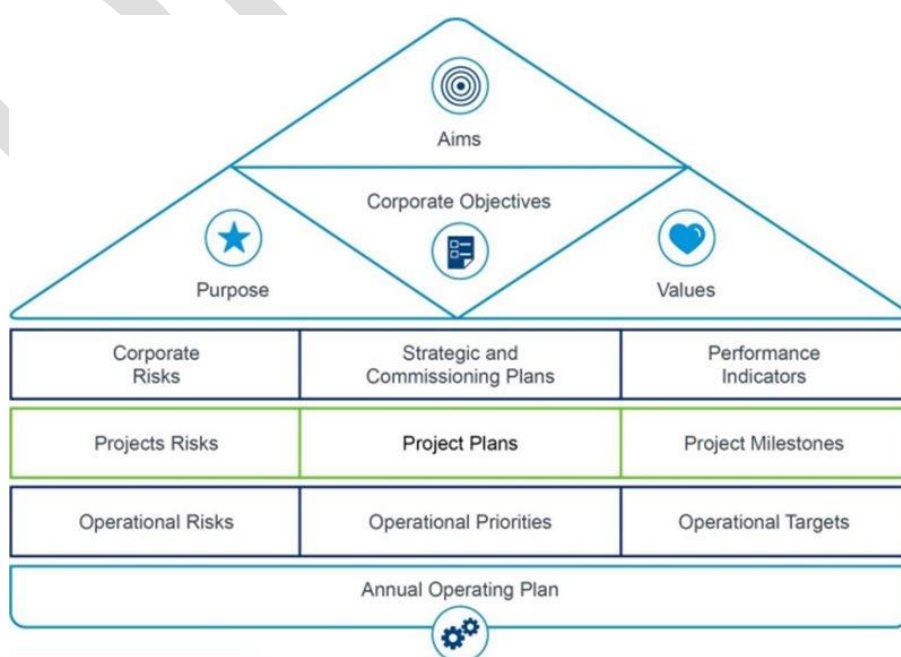 Aims
Corporate Objectives
Purpose
Values
Corporate
Risks
Strategic and
Commissioning Plans
Performance
Indicators
Projects Risks
Project Plans
Project Milestones
Operational Risks
Operational Priorities
Operational Targets
Annual Operating Plan